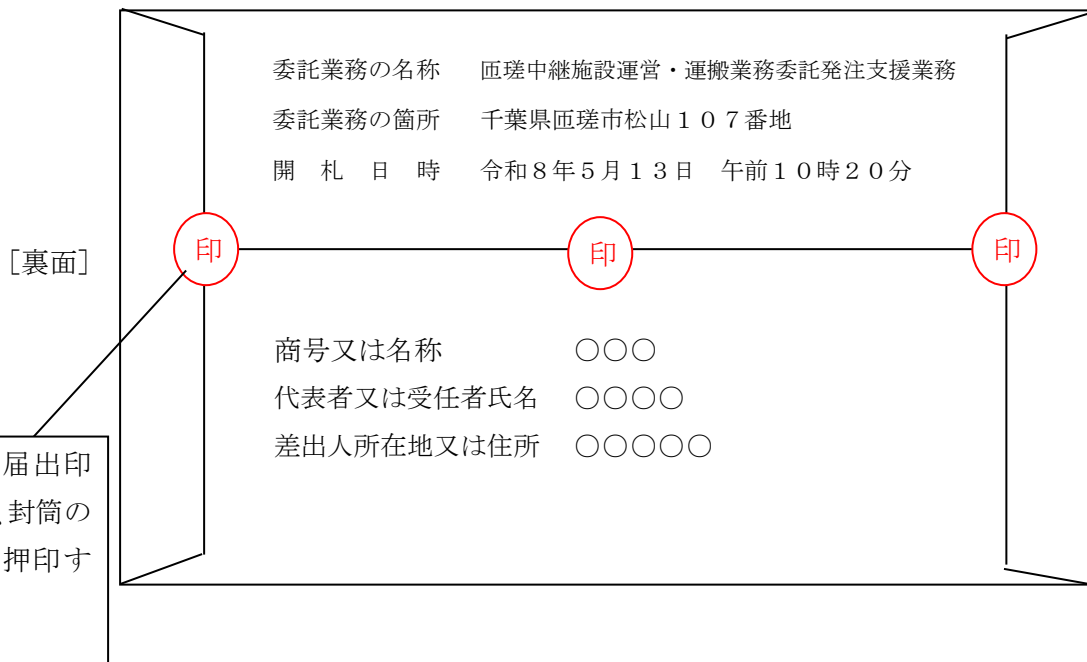 委託業務の名称　匝瑳中継施設運営・運搬業務委託発注支援業務
委託業務の箇所　千葉県匝瑳市松山１０７番地
開　札　日　時　令和８年５月１３日　午前１０時２０分
印　印　印
［裏面］
商号又は名称　○○○
代表者又は受任者氏名　○○○○
差出人所在地又は住所　○○○○○
届出印
封筒の
押印す